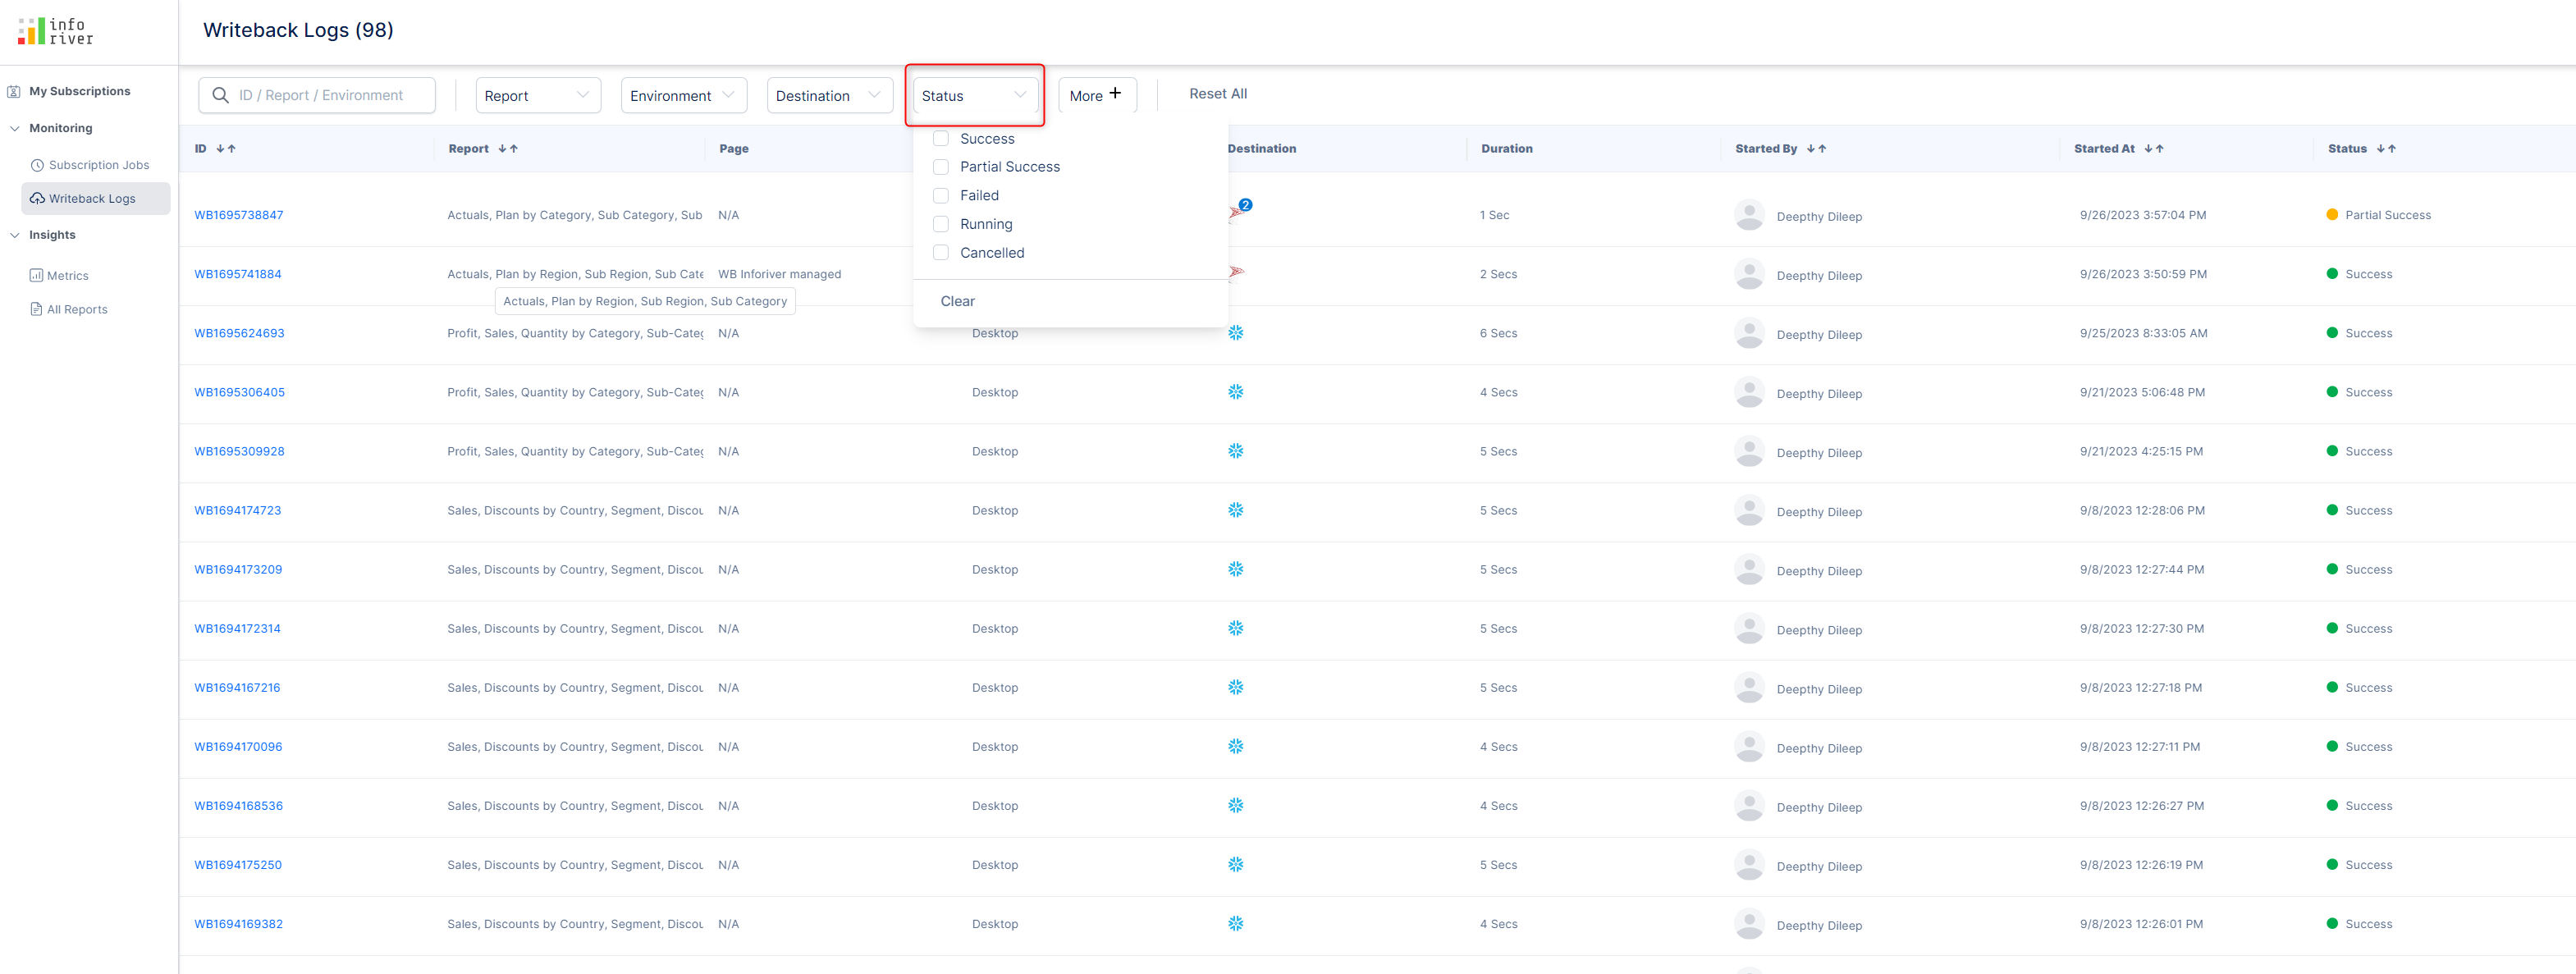 info
river
Writeback Logs (98)
My Subscriptions
Monitoring
Subscription Jobs
Writeback Logs
Insights
Metrics
All Reports
ID / Report / Environment
Report
Environment
Destination
Status
More +
Reset All
Success
Partial Success
Failed
Running
Cancelled
Clear
ID Report Page Destination Duration Started By Started At Status
WB1695738847 Actuals, Plan by Category, Sub Category, Sub N/A 2 1 Sec Deepthy Dileep 9/26/2023 3:57:04 PM Partial Success
WB1695741884 Actuals, Plan by Region, Sub Region, Sub Cate WB Inforiver managed 2 Secs Deepthy Dileep 9/26/2023 3:50:59 PM Success
Actuals, Plan by Region, Sub Region, Sub Category
WB1695624693 Profit, Sales, Quantity by Category, Sub-Categ N/A Desktop 6 Secs Deepthy Dileep 9/25/2023 8:33:05 AM Success
WB1695306405 Profit, Sales, Quantity by Category, Sub-Categ N/A Desktop 4 Secs Deepthy Dileep 9/21/2023 5:06:48 PM Success
WB1695309928 Profit, Sales, Quantity by Category, Sub-Categ N/A Desktop 5 Secs Deepthy Dileep 9/21/2023 4:25:15 PM Success
WB1694174723 Sales, Discounts by Country, Segment, Discou N/A Desktop 5 Secs Deepthy Dileep 9/8/2023 12:28:06 PM Success
WB1694173209 Sales, Discounts by Country, Segment, Discou N/A Desktop 5 Secs Deepthy Dileep 9/8/2023 12:27:44 PM Success
WB1694172314 Sales, Discounts by Country, Segment, Discou N/A Desktop 5 Secs Deepthy Dileep 9/8/2023 12:27:30 PM Success
WB1694167216 Sales, Discounts by Country, Segment, Discou N/A Desktop 5 Secs Deepthy Dileep 9/8/2023 12:27:18 PM Success
WB1694170096 Sales, Discounts by Country, Segment, Discou N/A Desktop 4 Secs Deepthy Dileep 9/8/2023 12:27:11 PM Success
WB1694168536 Sales, Discounts by Country, Segment, Discou N/A Desktop 4 Secs Deepthy Dileep 9/8/2023 12:26:27 PM Success
WB1694175250 Sales, Discounts by Country, Segment, Discou N/A Desktop 5 Secs Deepthy Dileep 9/8/2023 12:26:19 PM Success
WB1694169382 Sales, Discounts by Country, Segment, Discou N/A Desktop 4 Secs Deepthy Dileep 9/8/2023 12:26:01 PM Success